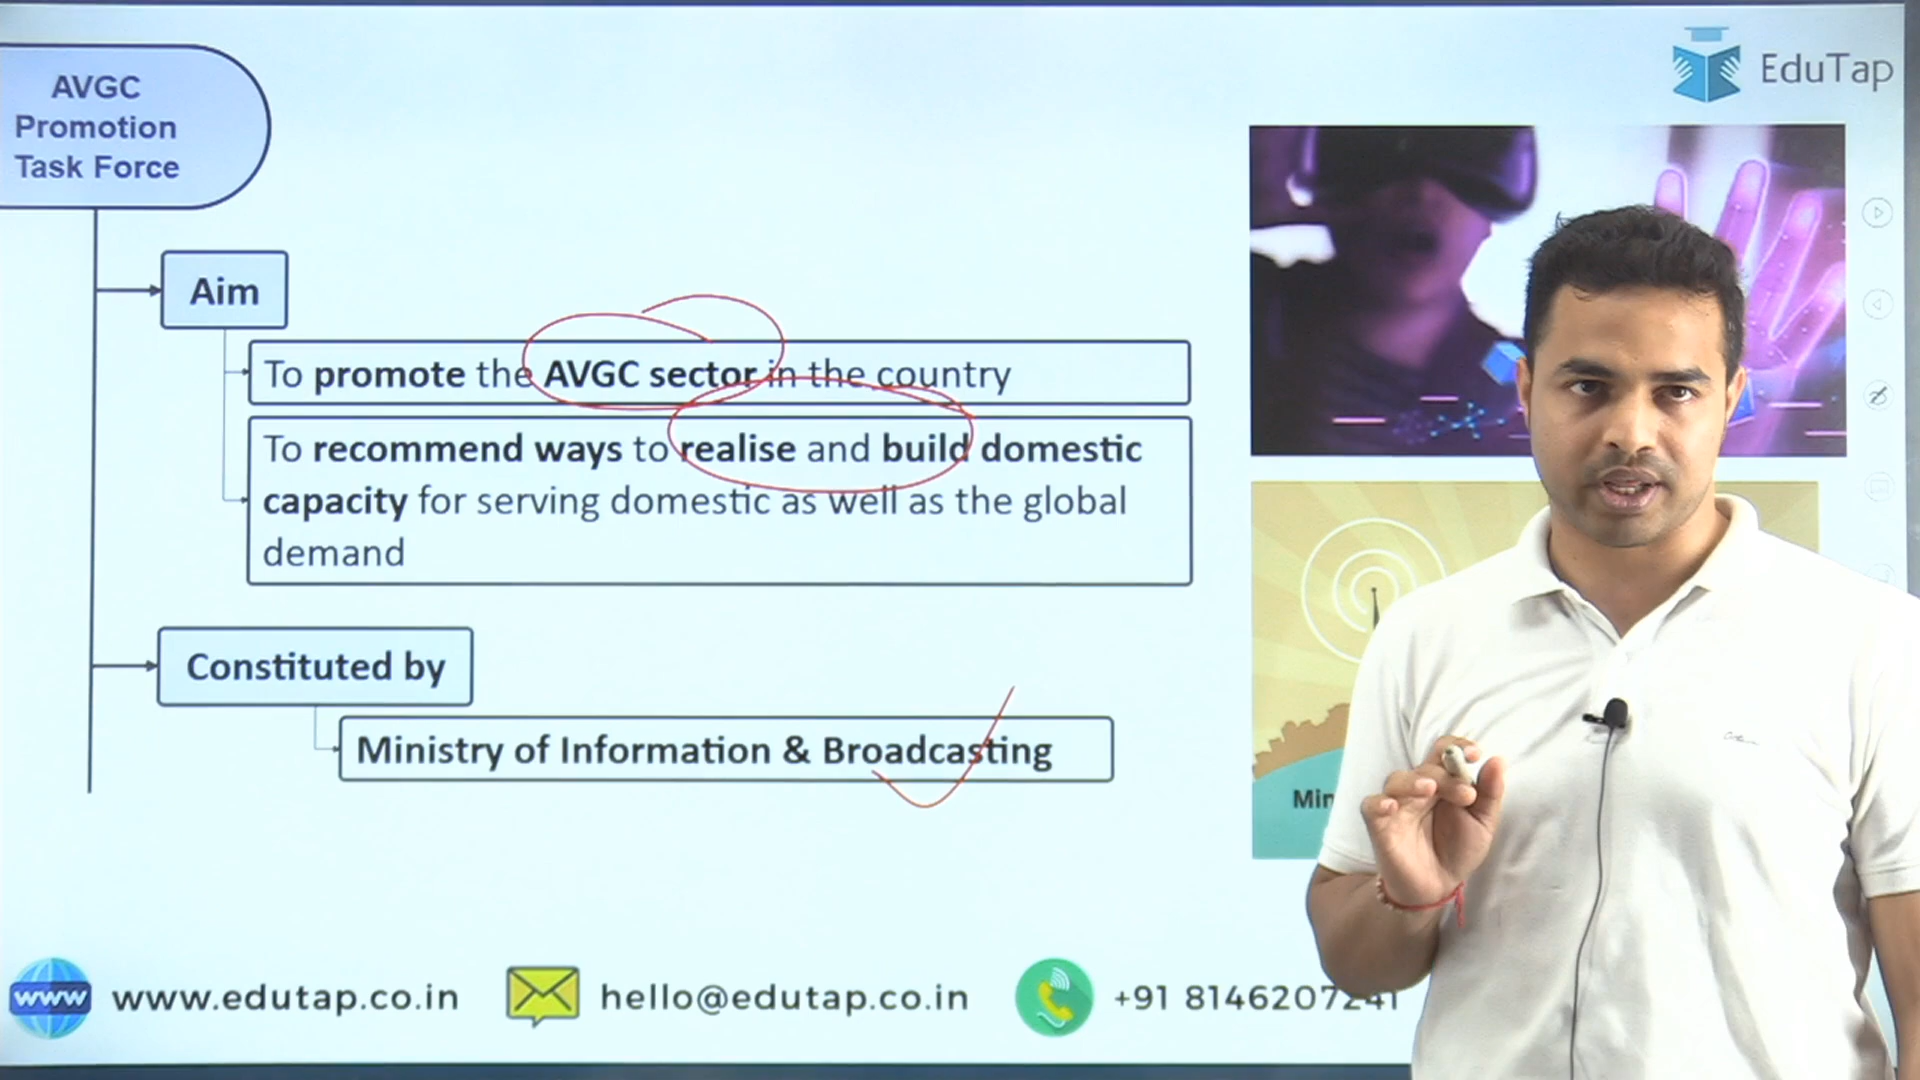 AVGC
Promotion
Task Force
EduTap
Aim
To promote the AVGC sector in the country
To recommend ways to realise and build domestic
capacity for serving domestic as well as the global
demand
Constituted by
Ministry of Information & Broadcasting
www
www.edutap.co.in
hello@edutap.co.in
+91 8146207241